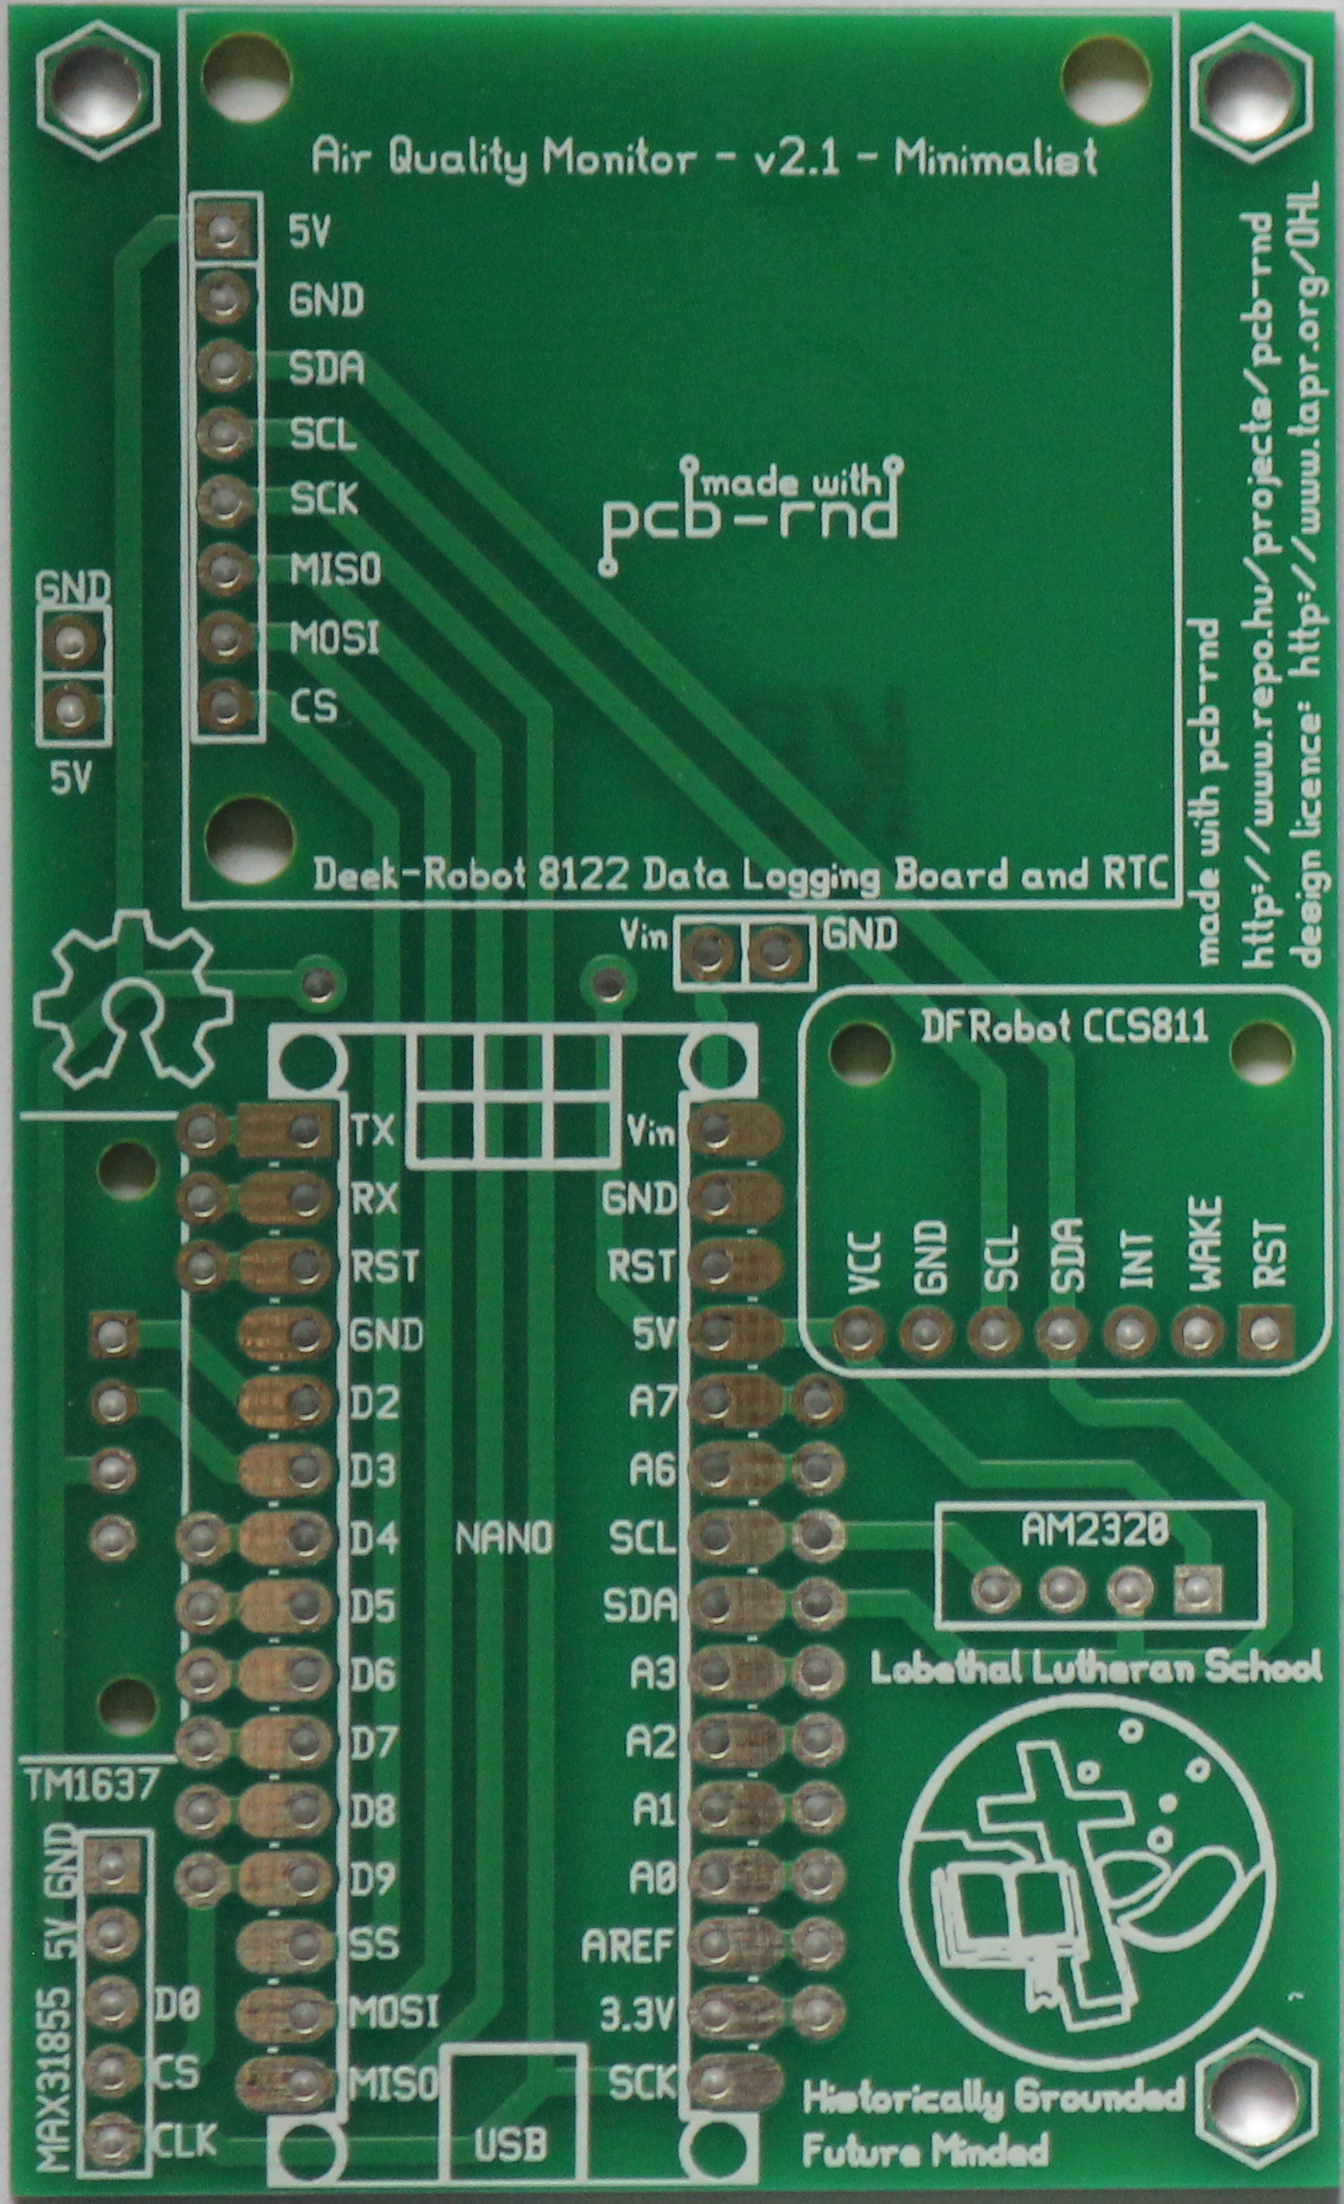 Air Quality Monitor - v2.1 - Minimalist
5V
GND
SDA
SCL
SCK
MISO
MOSI
CS
GND
5V
made with
pcb-rnd
Deek-Robot 8122 Data Logging Board and RTC
made with pcb-rnd
http://www.repo.hu/projects/pcb-rnd
design licence: http://www.tapr.org/OHL
Vin GND
DFRobot CCS811
VCC
GND
SCL
SDA
INT
WAKE
RST
TX
RX
RST
GND
D2
D3
D4
D5
D6
D7
D8
D9
SS
MOSI
MISO
NANO
Vin
GND
RST
5V
A7
A6
SCL
SDA
A3
A2
A1
A0
AREF
3.3V
SCK
USB
AM2320
Lobethal Lutheran School
Historically Grounded
Future Minded
TM1637
MAX31855
5V GND
DO
CS
CLK